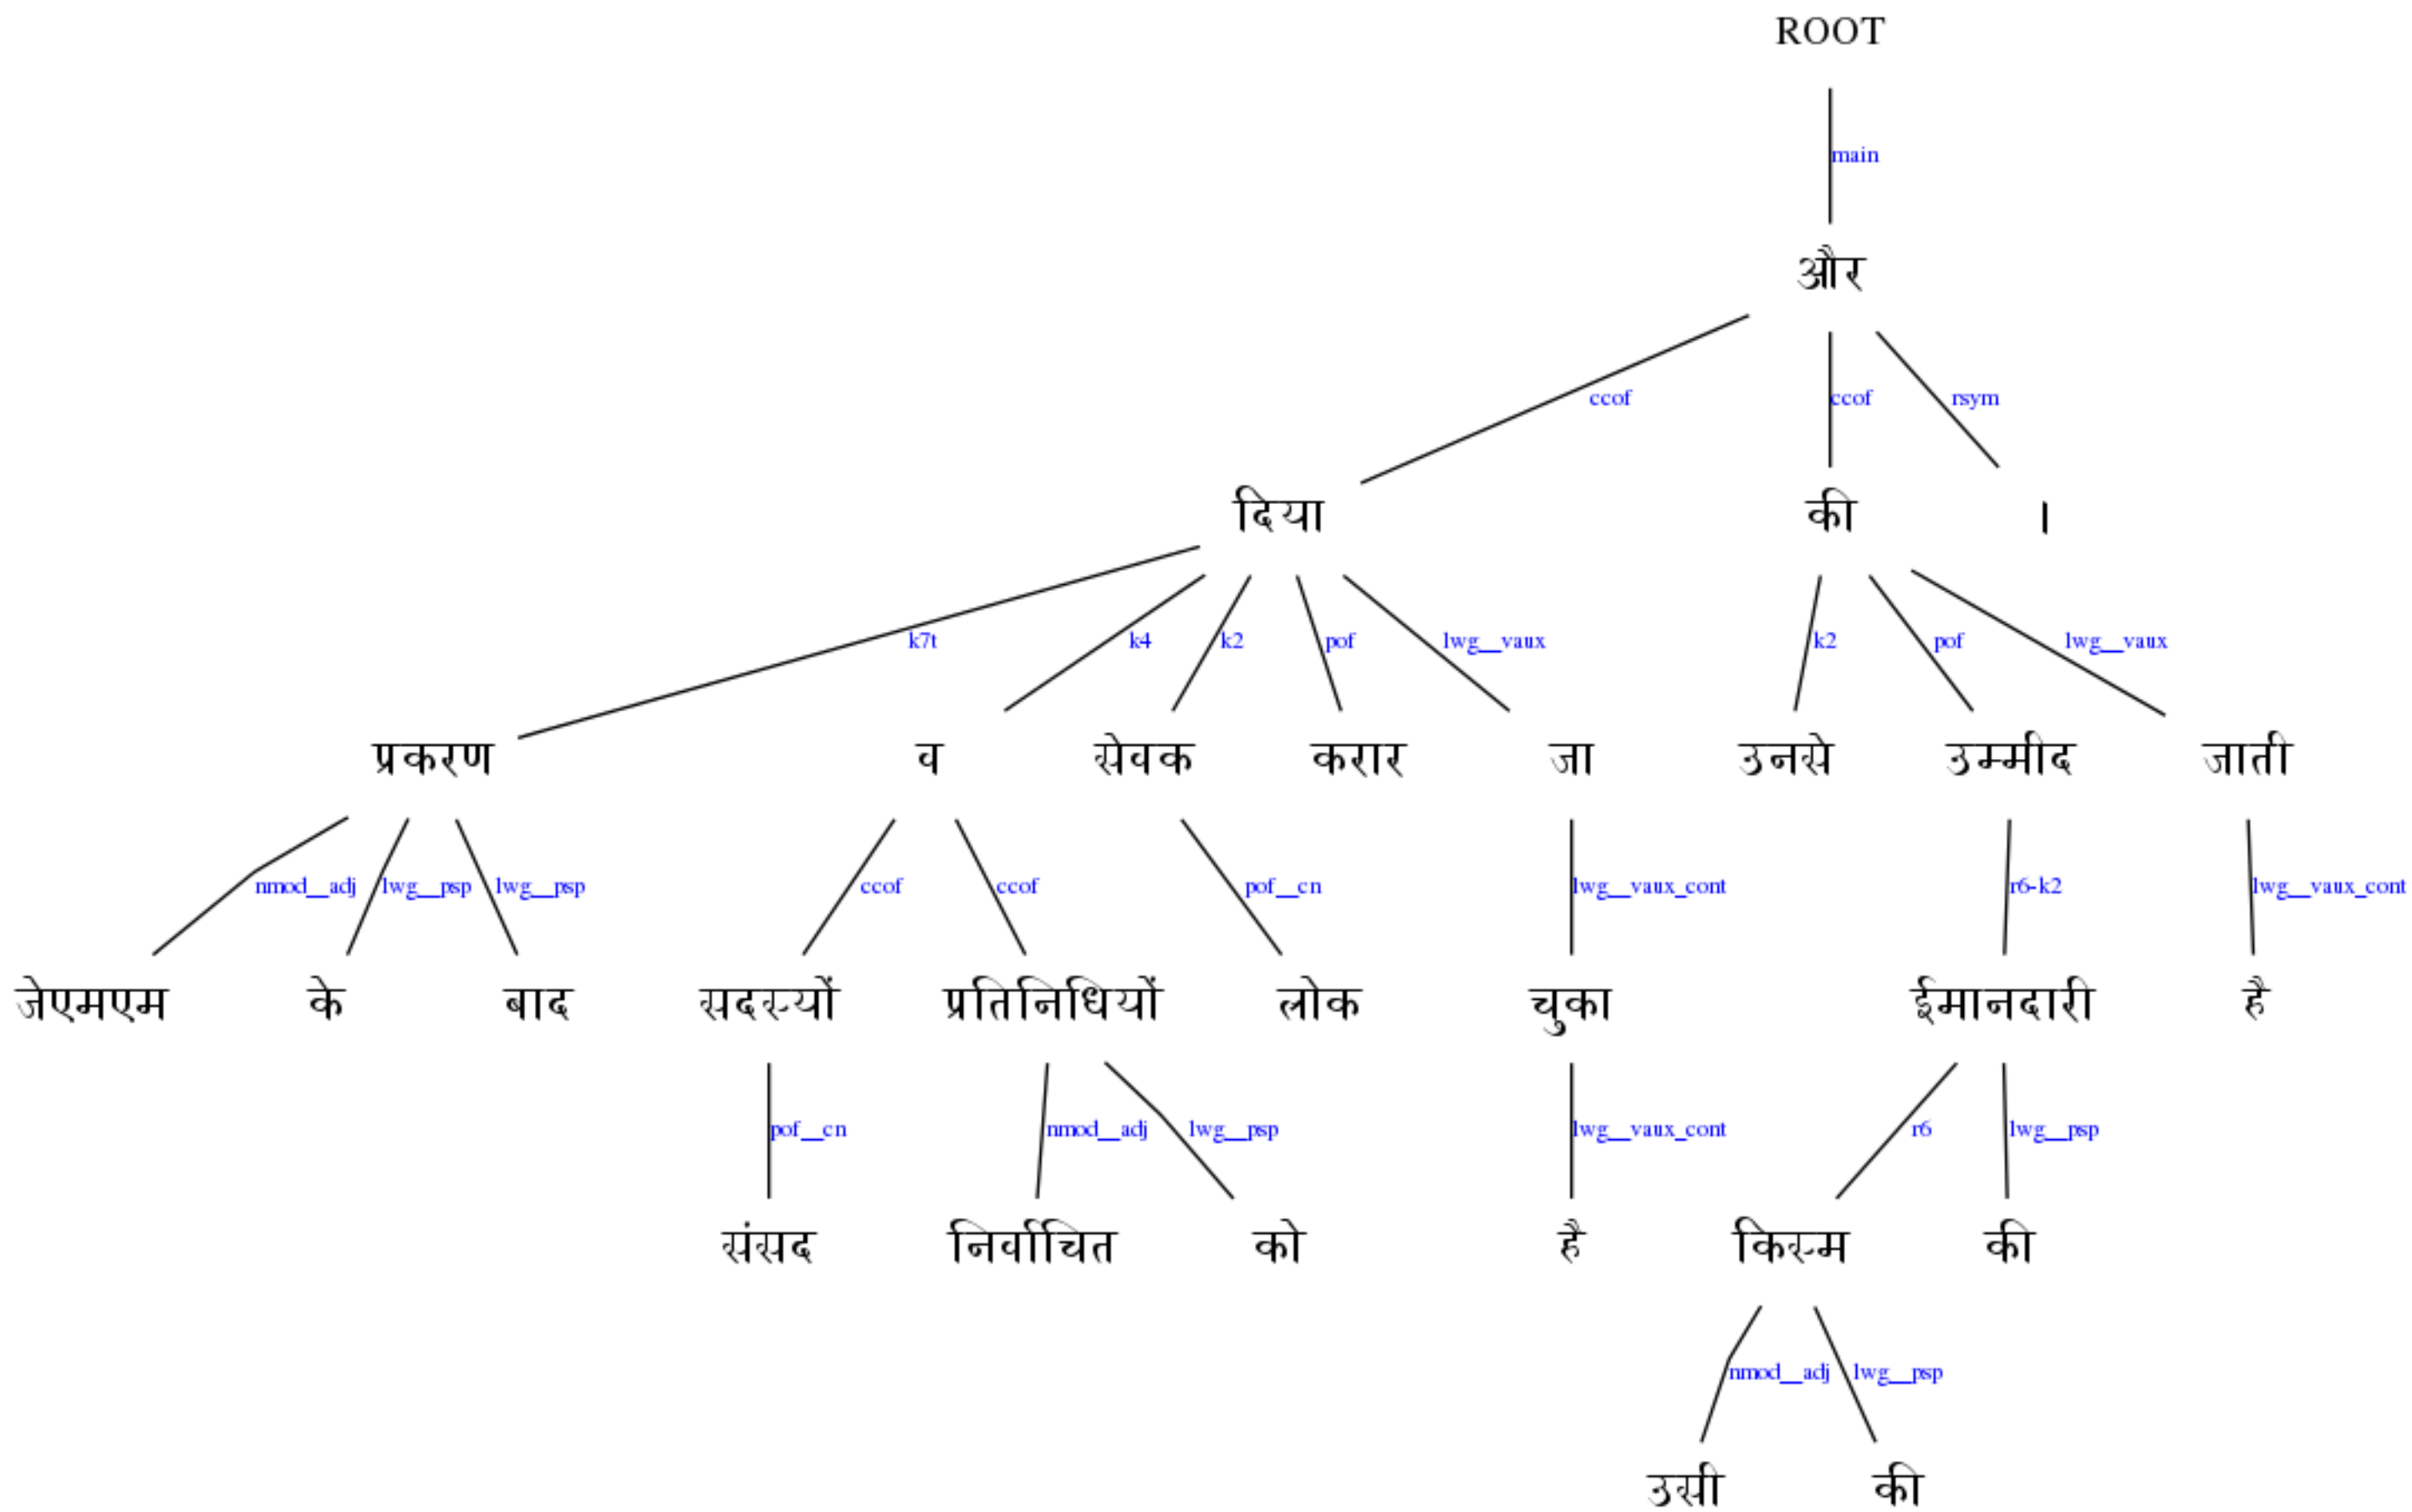 ROOT
main
और
ccof ccof rsym
दिया की ।
k7t k4 k2 pof lwg__vaux k2 pof lwg__vaux
प्रकरण व सेवक करार जा उनसे उम्मीद जाती
nmod__adj lwg__psp lwg__psp ccof ccof pof__cn lwg__vaux_cont r6-k2 lwg__vaux_cont
जेएमएम के बाद सदस्यों प्रतिनिधियों लोक चुका ईमानदारी है
pof__cn nmod__adj lwg__psp lwg__vaux_cont r6 lwg__psp
संसद निर्वाचित को है किस्म की
nmod__adj lwg__psp
उसी की